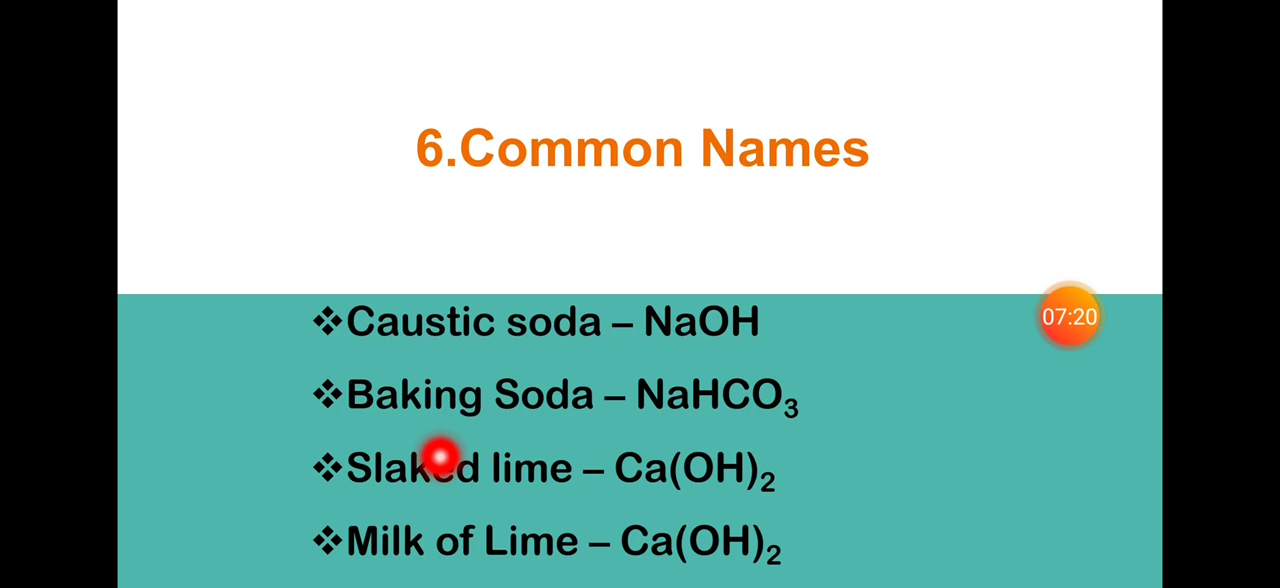 6.Common Names
❖Caustic soda – NaOH
07:20
❖Baking Soda – NaHCO₃
❖Slaked lime – Ca(OH)₂
❖Milk of Lime – Ca(OH)₂